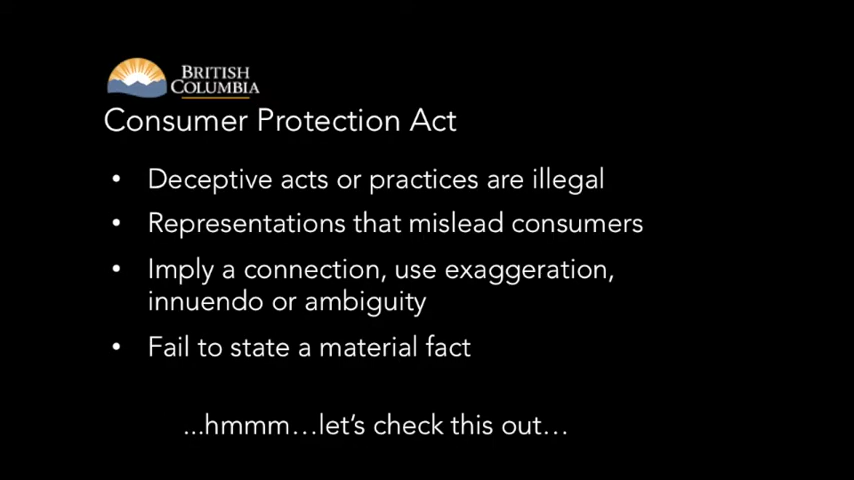 BRITISH
COLUMBIA
Consumer Protection Act
• Deceptive acts or practices are illegal
• Representations that mislead consumers
• Imply a connection, use exaggeration,
innuendo or ambiguity
• Fail to state a material fact
...hmmm...let's check this out...